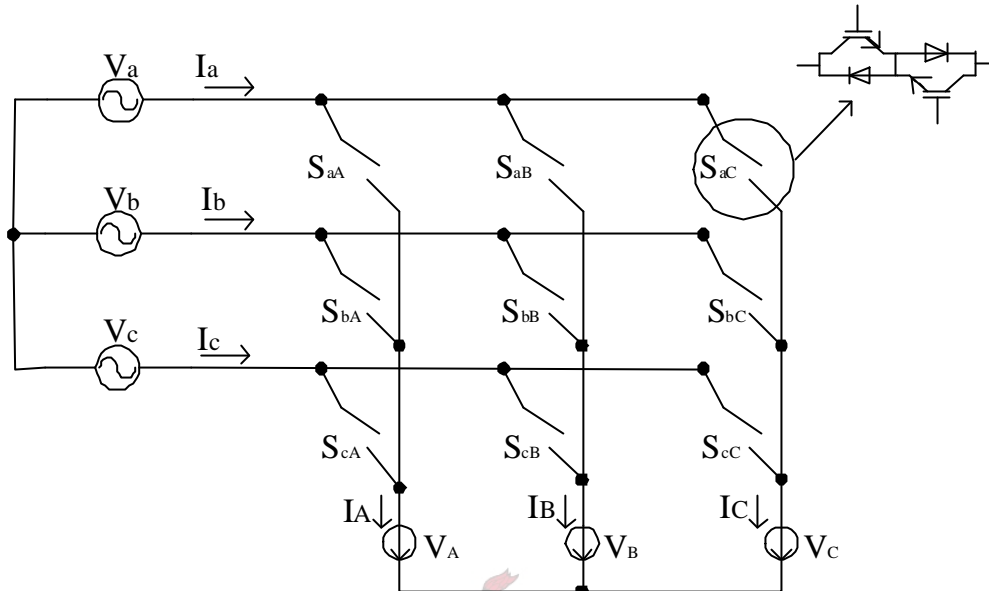 Va Ia
SaA SaB SaC
Vb Ib
SbA SbB SbC
Vc Ic
ScA ScB ScC
IA IB IC
VA VB VC